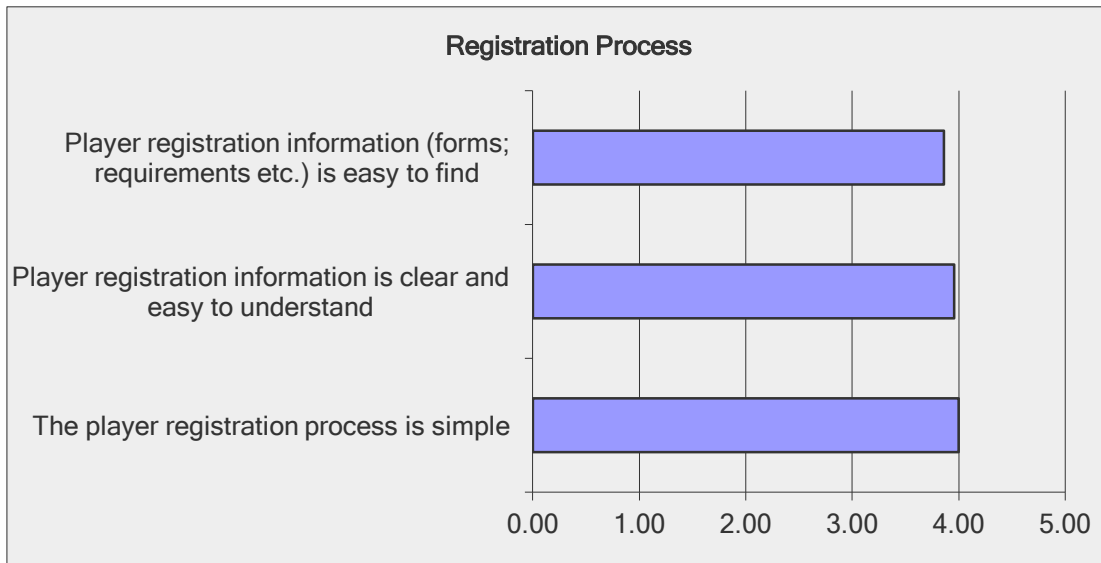 Registration Process
Player registration information (forms;
requirements etc.) is easy to find
Player registration information is clear and
easy to understand
The player registration process is simple
0.00 1.00 2.00 3.00 4.00 5.00